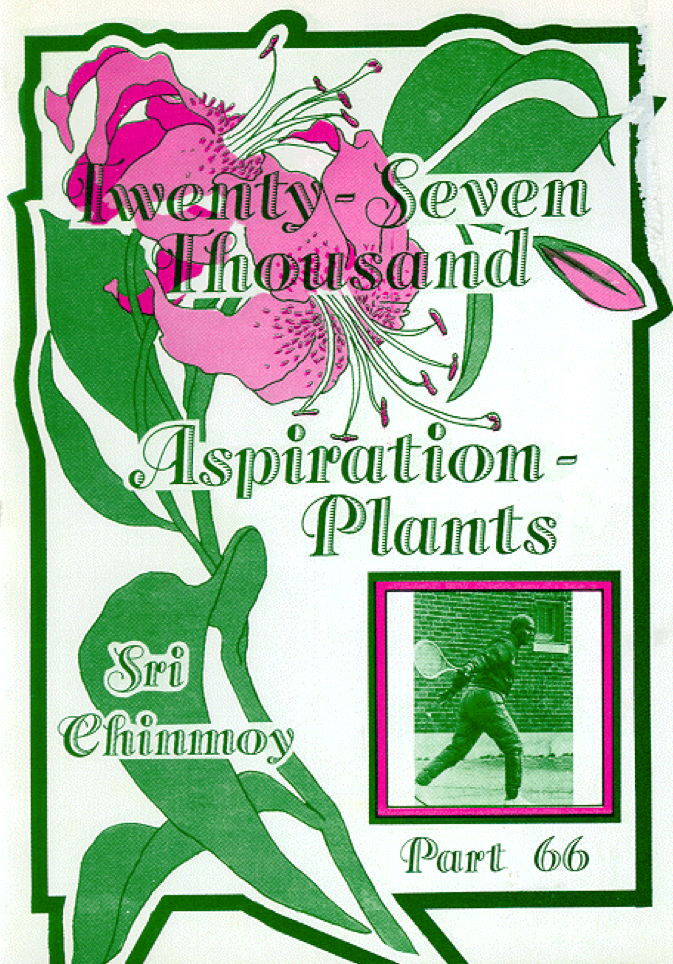 Twenty-Seven
Thousand
Aspiration-
Plants
Sri
Chinmoy
Part 66